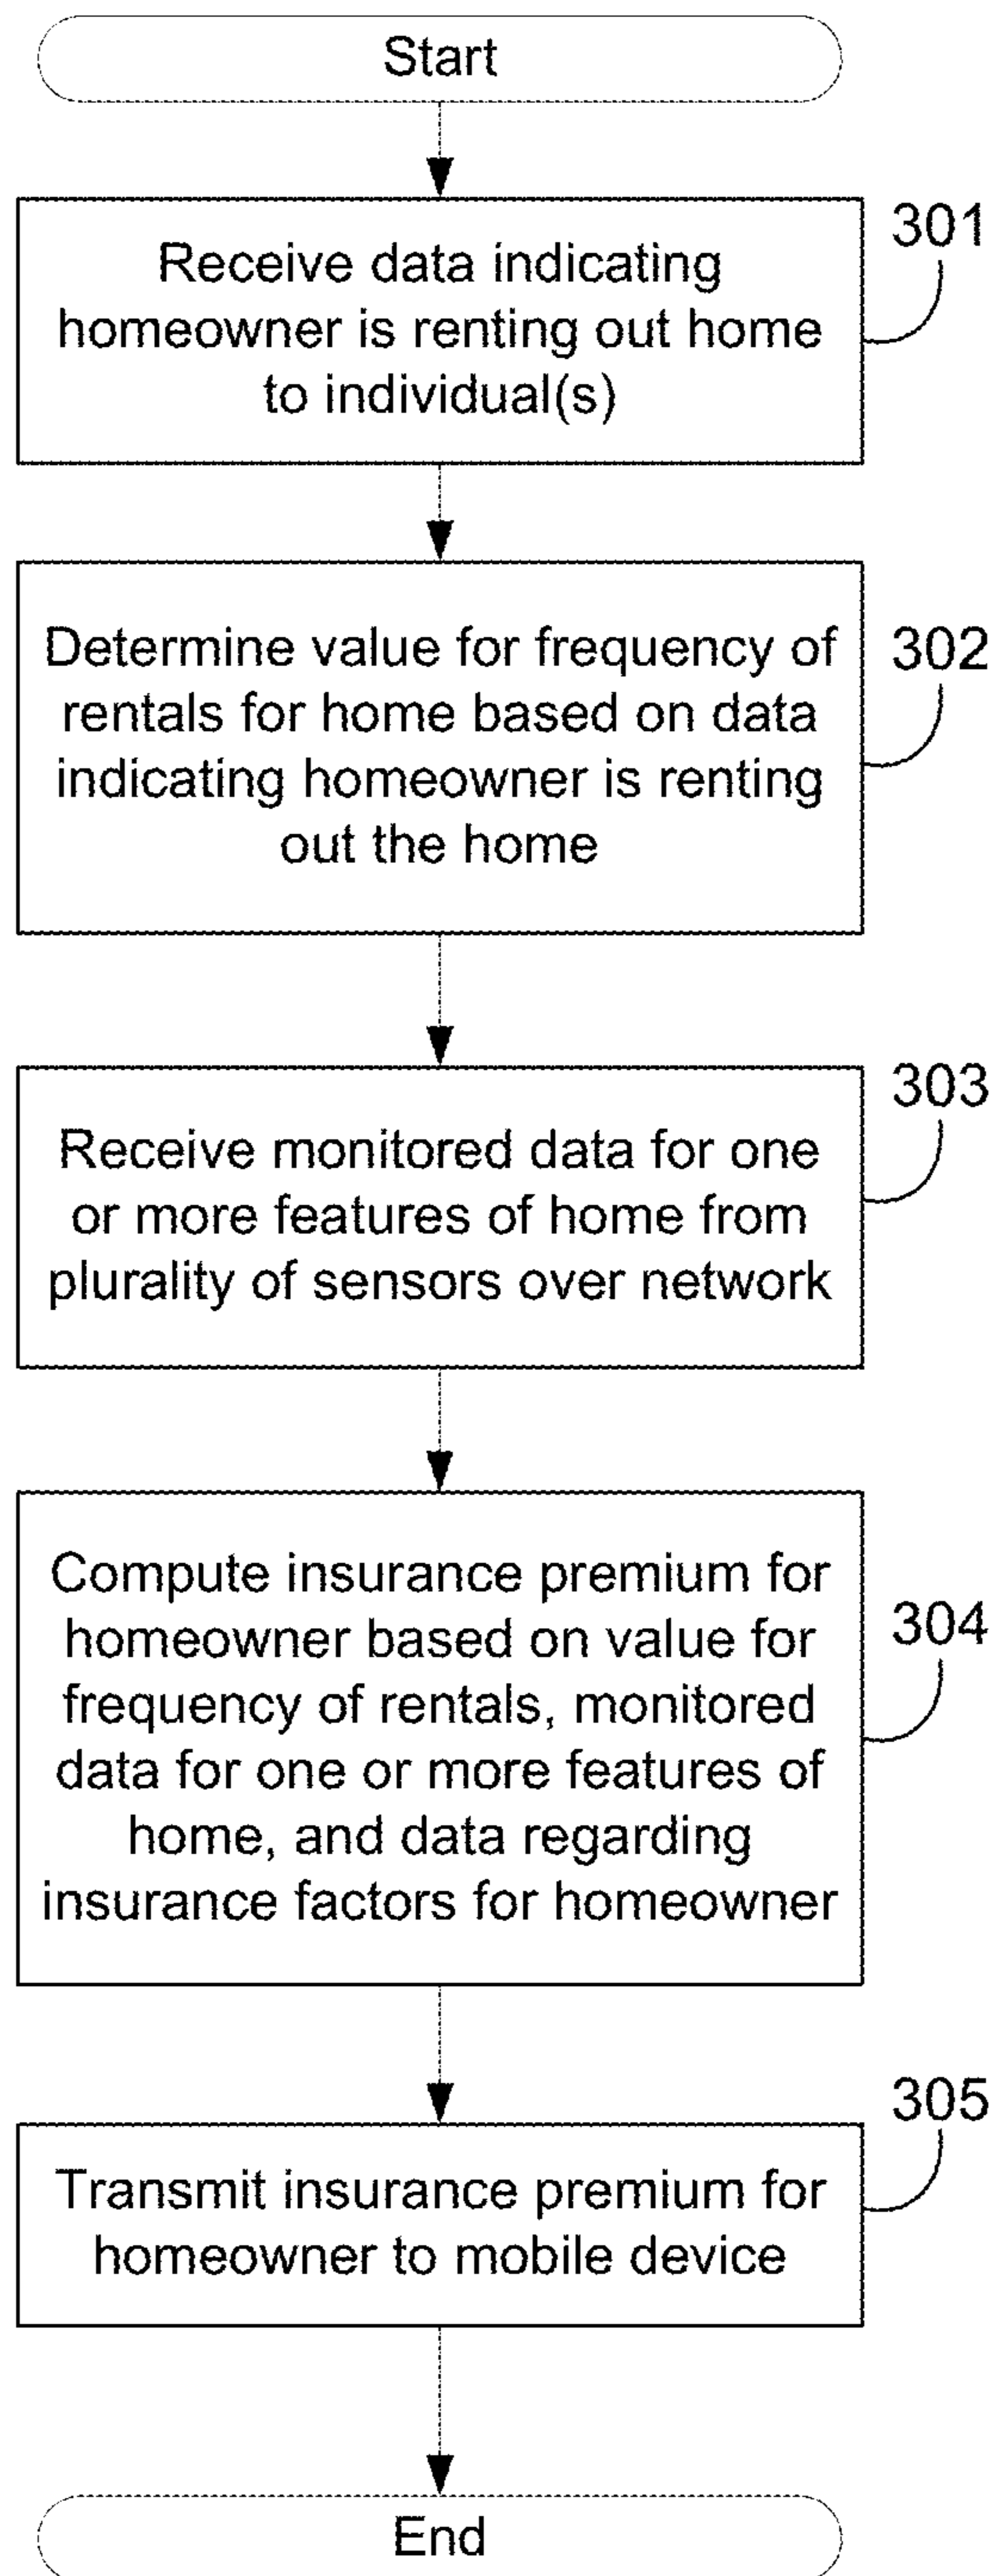 Start
301
Receive data indicating
homeowner is renting out home
to individual(s)
302
Determine value for frequency of
rentals for home based on data
indicating homeowner is renting
out the home
303
Receive monitored data for one
or more features of home from
plurality of sensors over network
304
Compute insurance premium for
homeowner based on value for
frequency of rentals, monitored
data for one or more features of
home, and data regarding
insurance factors for homeowner
305
Transmit insurance premium for
homeowner to mobile device
End